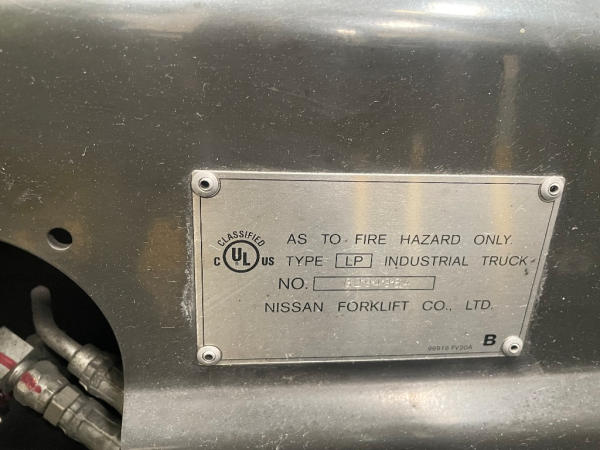 CLASSIFIED
C UL US
AS TO FIRE HAZARD ONLY.
TYPE LP INDUSTRIAL TRUCK
NO.
NISSAN FORKLIFT CO., LTD.
B